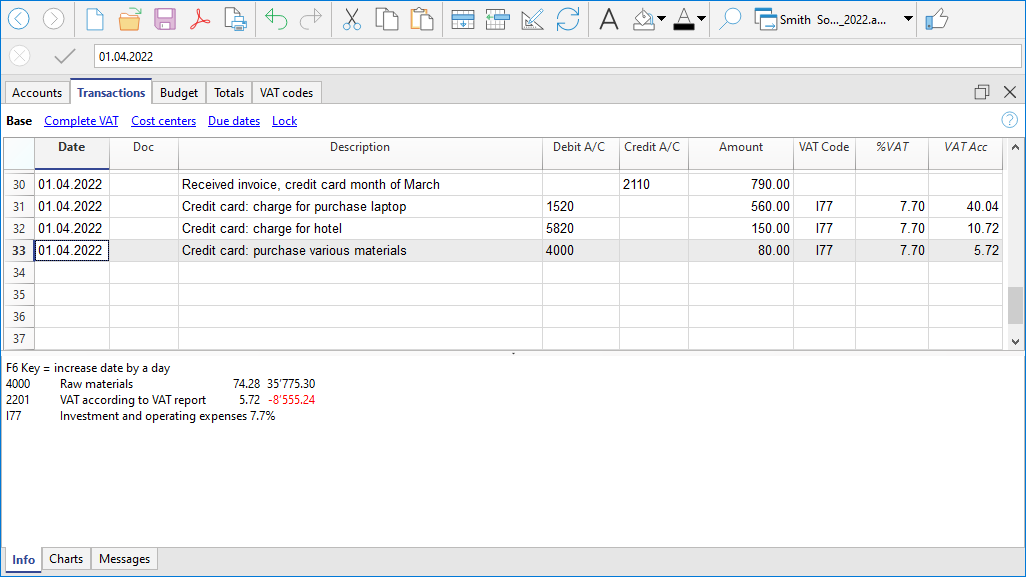 Smith So..._2022.a...
01.04.2022
Accounts Transactions Budget Totals VAT codes
Base Complete VAT Cost centers Due dates Lock
Date Doc Description Debit A/C Credit A/C Amount VAT Code %VAT VAT Acc
30 01.04.2022 Received invoice, credit card month of March 2110 790.00
31 01.04.2022 Credit card: charge for purchase laptop 1520 560.00 I77 7.70 40.04
32 01.04.2022 Credit card: charge for hotel 5820 150.00 I77 7.70 10.72
33 01.04.2022 Credit card: purchase various materials 4000 80.00 I77 7.70 5.72
34
35
36
37
F6 Key = increase date by a day
4000 Raw materials 74.28 35'775.30
2201 VAT according to VAT report 5.72 -8'555.24
I77 Investment and operating expenses 7.7%
Info Charts Messages